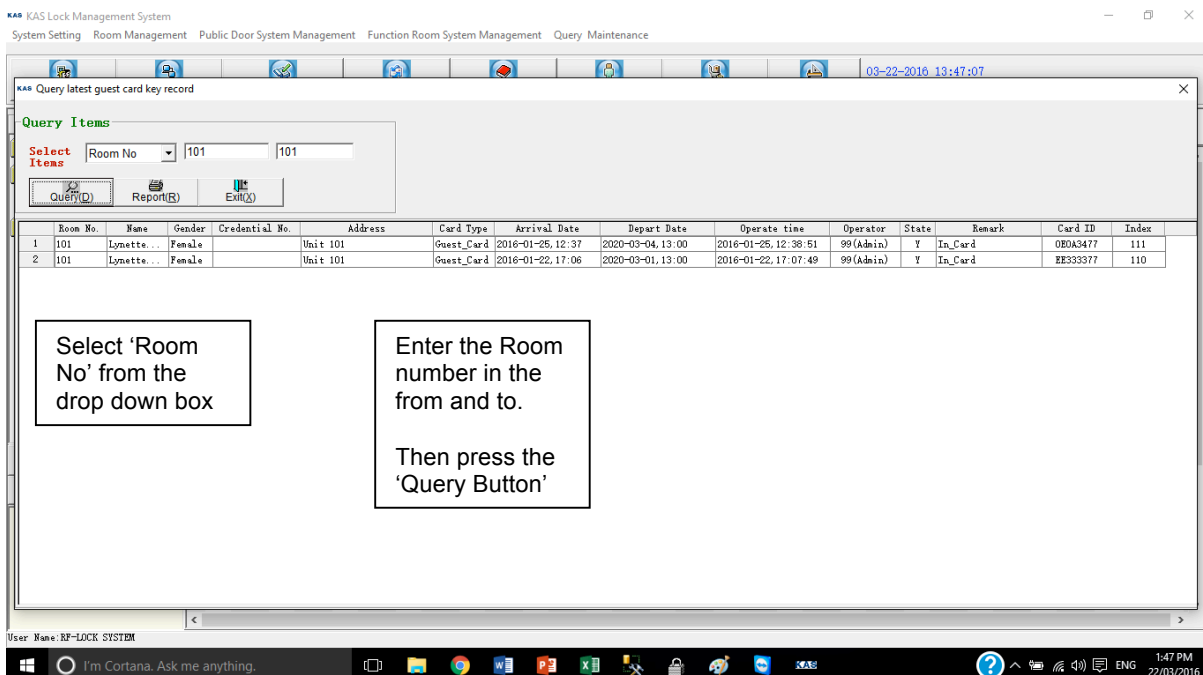 KAS KAS Lock Management System
System Setting Room Management Public Door System Management Function Room System Management Query Maintenance
03-22-2016 13:47:07
KAS Query latest guest card key record
Query Items
Select Items Room No 101 101
Query(D) Report(R) Exit(X)
Room No. Name Gender Credential No. Address Card Type Arrival Date Depart Date Operate time Operator State Remark Card ID Index
1 101 Lynette... Female Unit 101 Guest_Card 2016-01-25,12:37 2020-03-04,13:00 2016-01-25,12:38:51 99(Admin) Y In_Card 0E0A3477 111
2 101 Lynette... Female Unit 101 Guest_Card 2016-01-22,17:06 2020-03-01,13:00 2016-01-22,17:07:49 99(Admin) Y In_Card EE333377 110
Select ‘Room
No’ from the
drop down box
Enter the Room
number in the
from and to.
Then press the
‘Query Button’
User Name:RF-LOCK SYSTEM
I'm Cortana. Ask me anything.
KAS
ENG
1:47 PM
22/03/2016